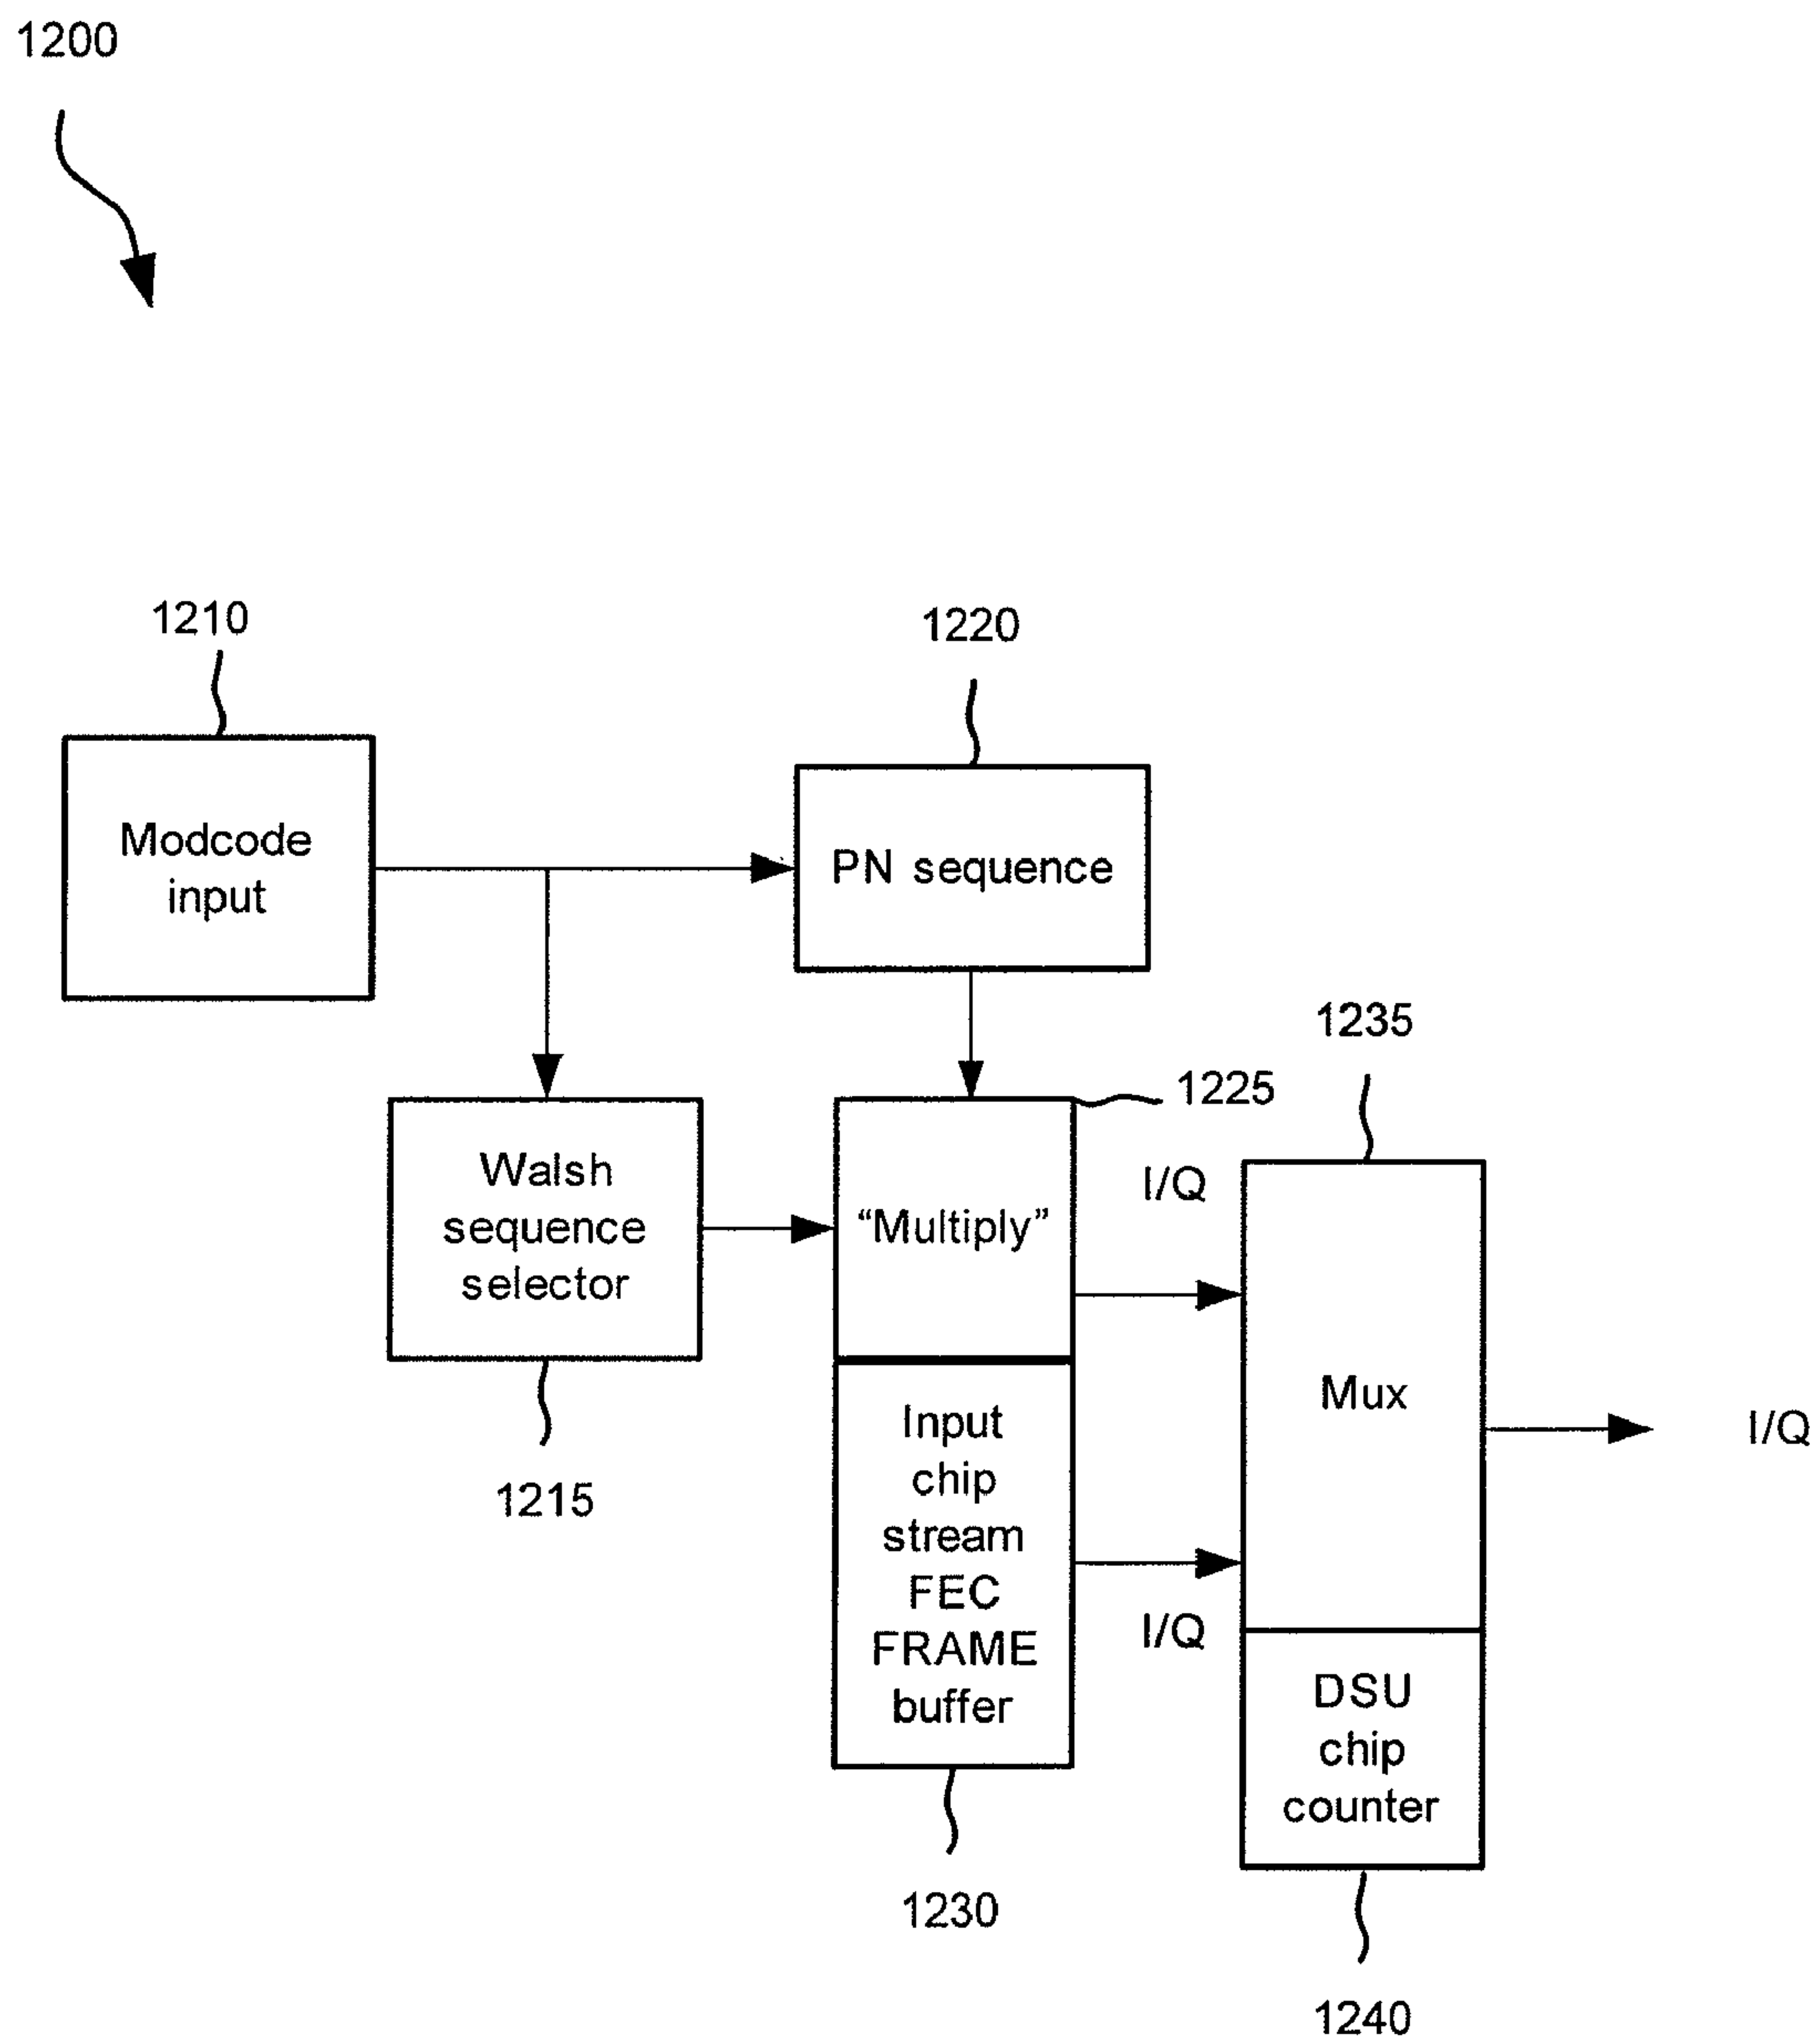 1200
1210
1220
Modcode
input
PN sequence
1235
1225
Walsh
sequence
selector
"Multiply"
I/Q
Mux
I/Q
1215
Input
chip
stream
FEC
FRAME
buffer
I/Q
DSU
chip
counter
1230
1240